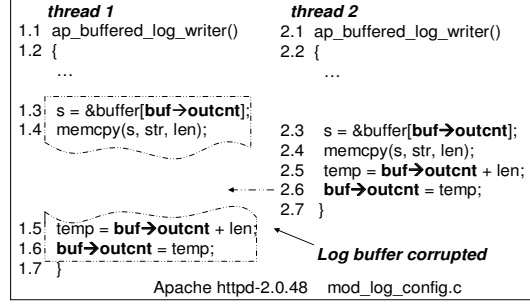 thread 1
1.1 ap_buffered_log_writer()
1.2 {
...
1.3 s = &buffer[buf→outcnt];
1.4 memcpy(s, str, len);
1.5 temp = buf→outcnt + len;
1.6 buf→outcnt = temp;
1.7 }
thread 2
2.1 ap_buffered_log_writer()
2.2 {
...
2.3 s = &buffer[buf→outcnt];
2.4 memcpy(s, str, len);
2.5 temp = buf→outcnt + len;
2.6 buf→outcnt = temp;
2.7 }
Log buffer corrupted
Apache httpd-2.0.48 mod_log_config.c